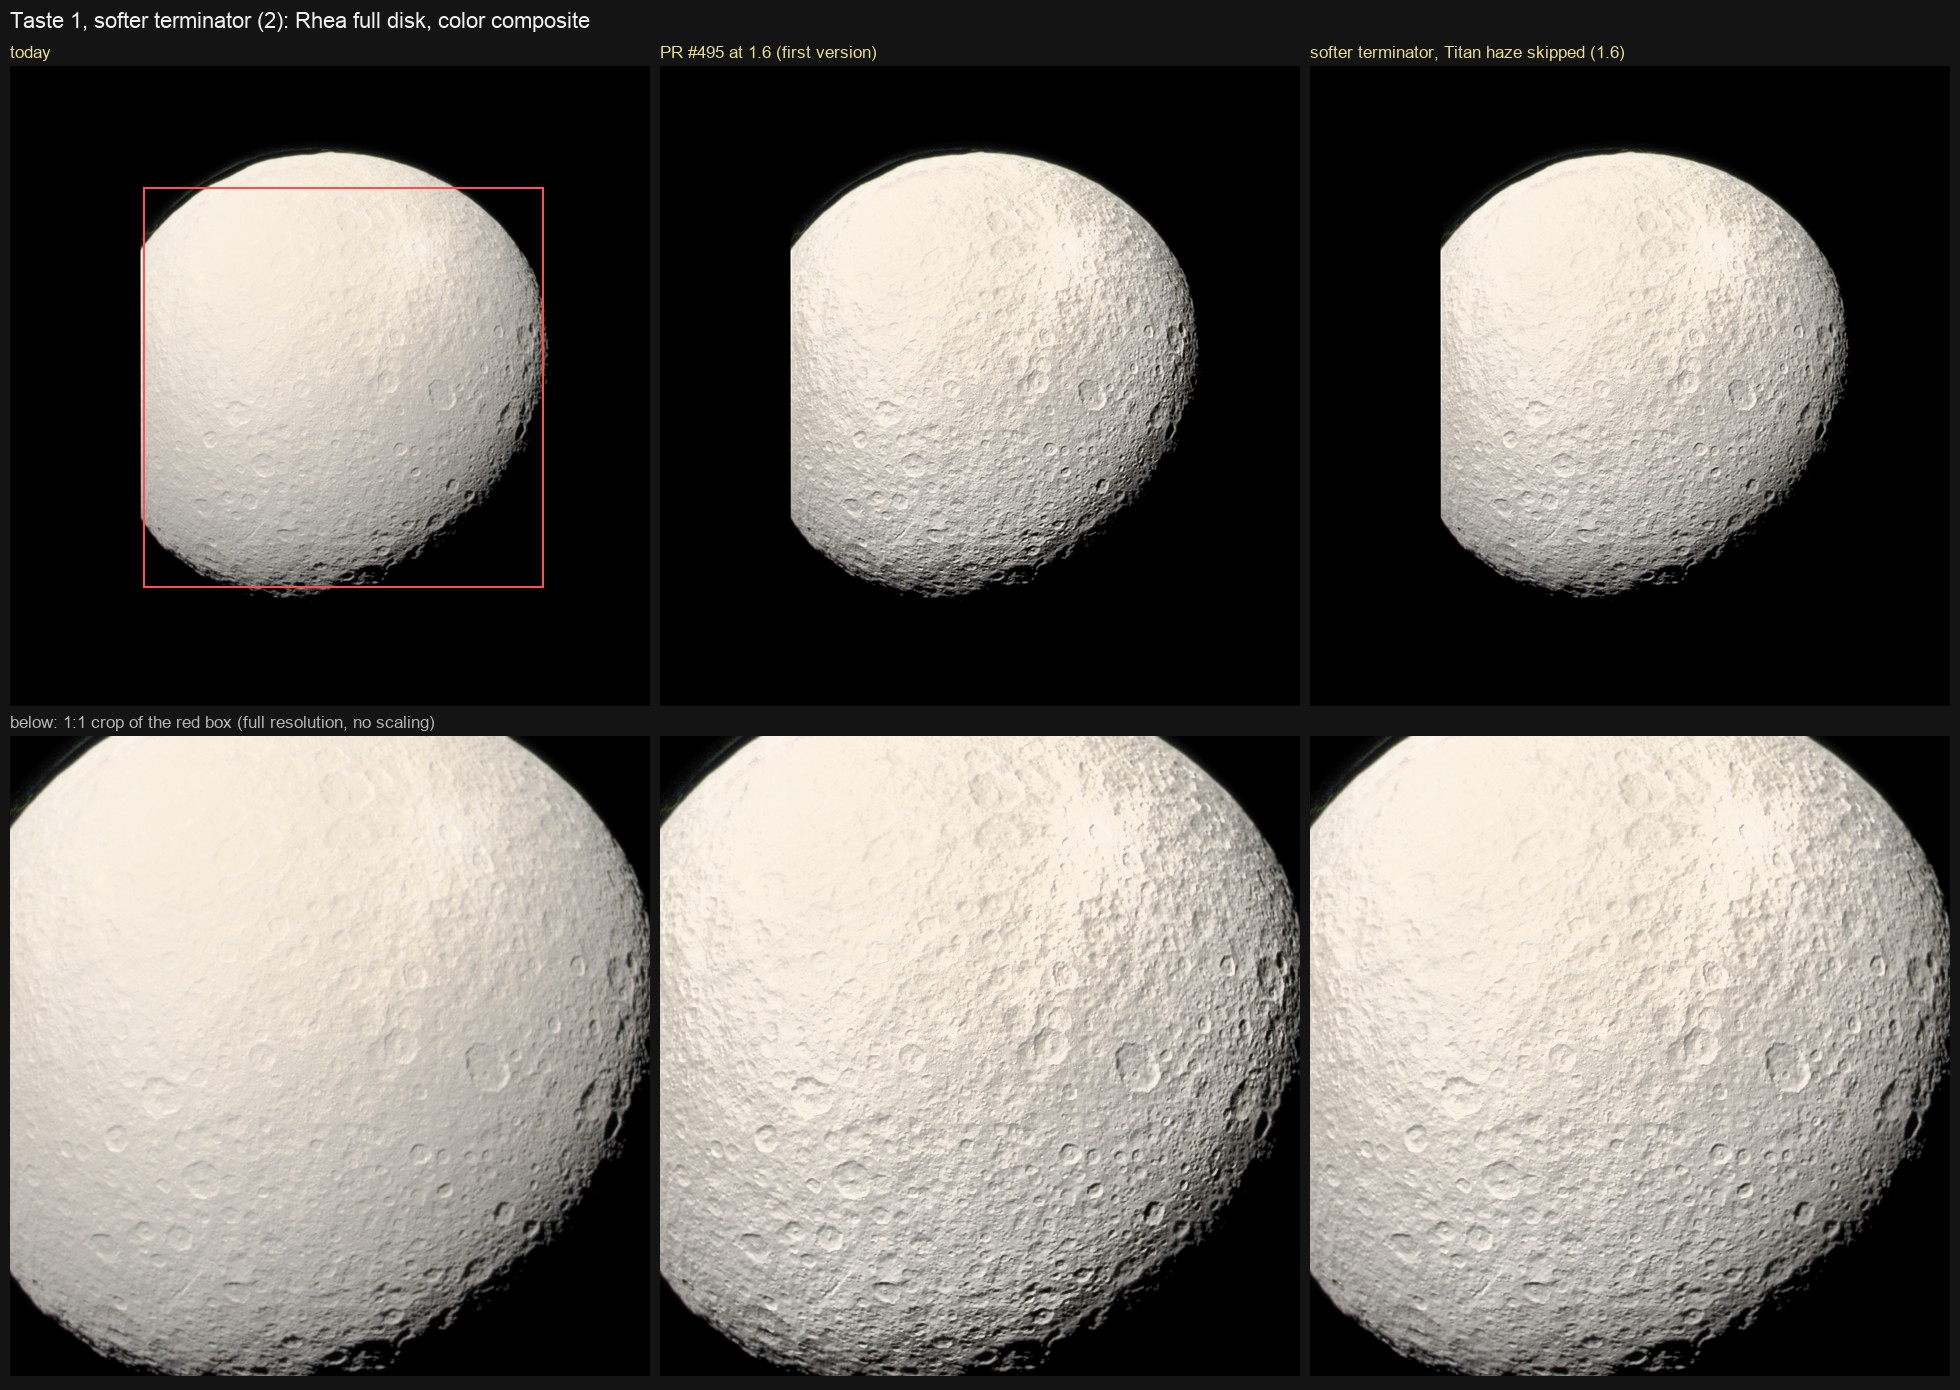 Taste 1, softer terminator (2): Rhea full disk, color composite
today
PR #495 at 1.6 (first version)
softer terminator, Titan haze skipped (1.6)
below: 1:1 crop of the red box (full resolution, no scaling)